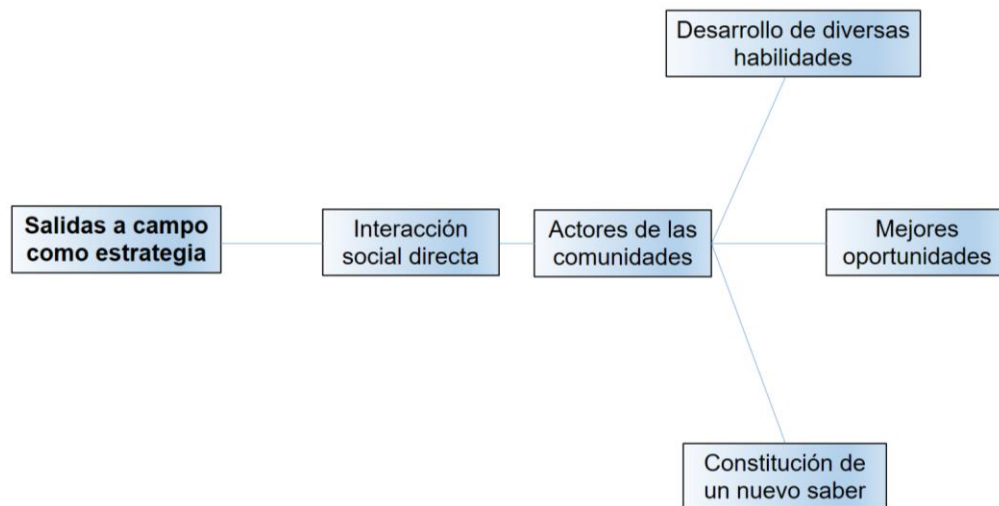 Desarrollo de diversas
habilidades
Salidas a campo
como estrategia
Interacción
social directa
Actores de las
comunidades
Mejores
oportunidades
Constitución de
un nuevo saber